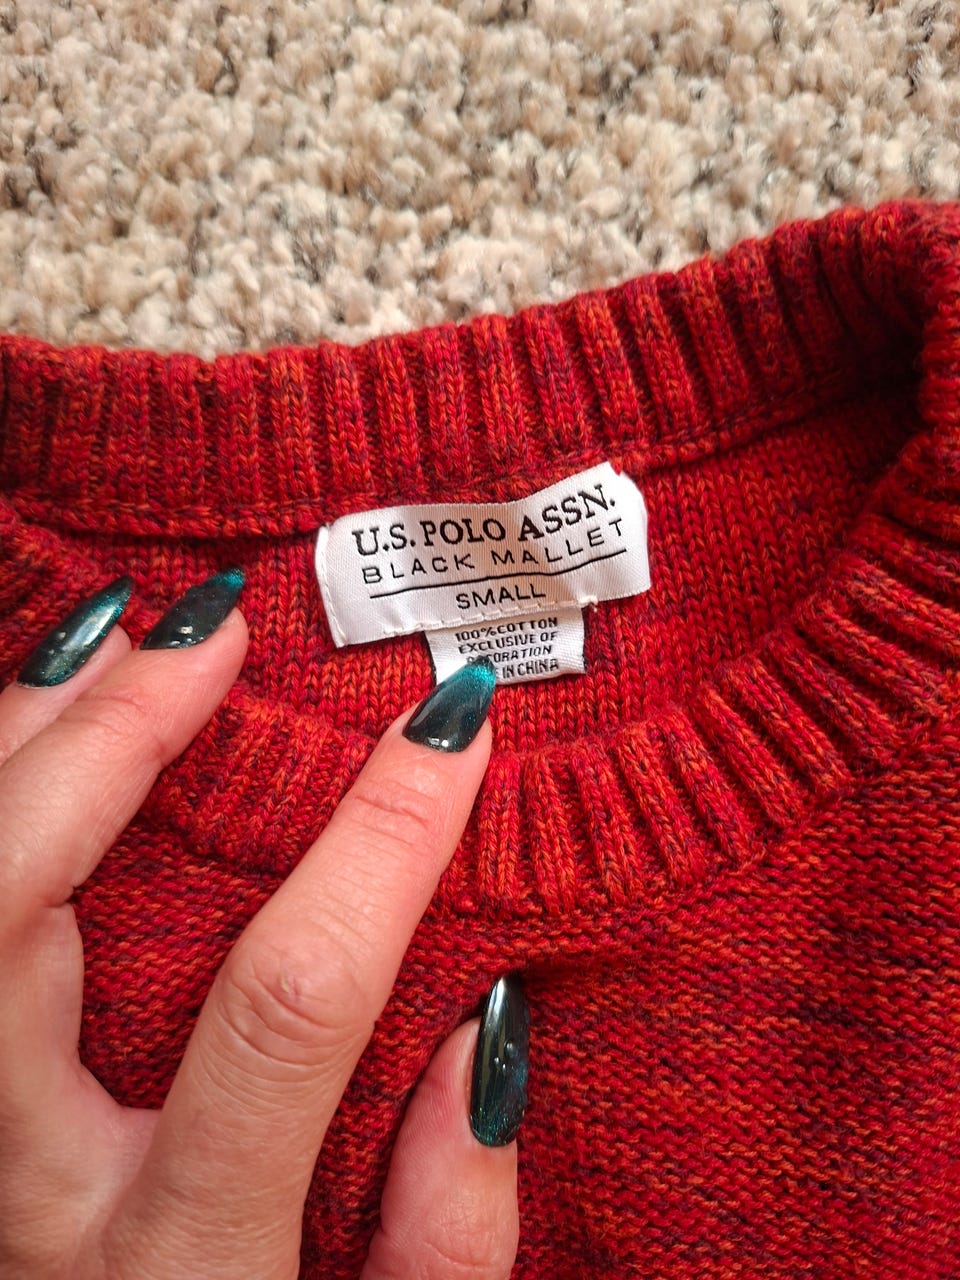 U.S. POLO ASSN.
BLACK MALLET
SMALL
100% COTTON
EXCLUSIVE OF
IN CHINA